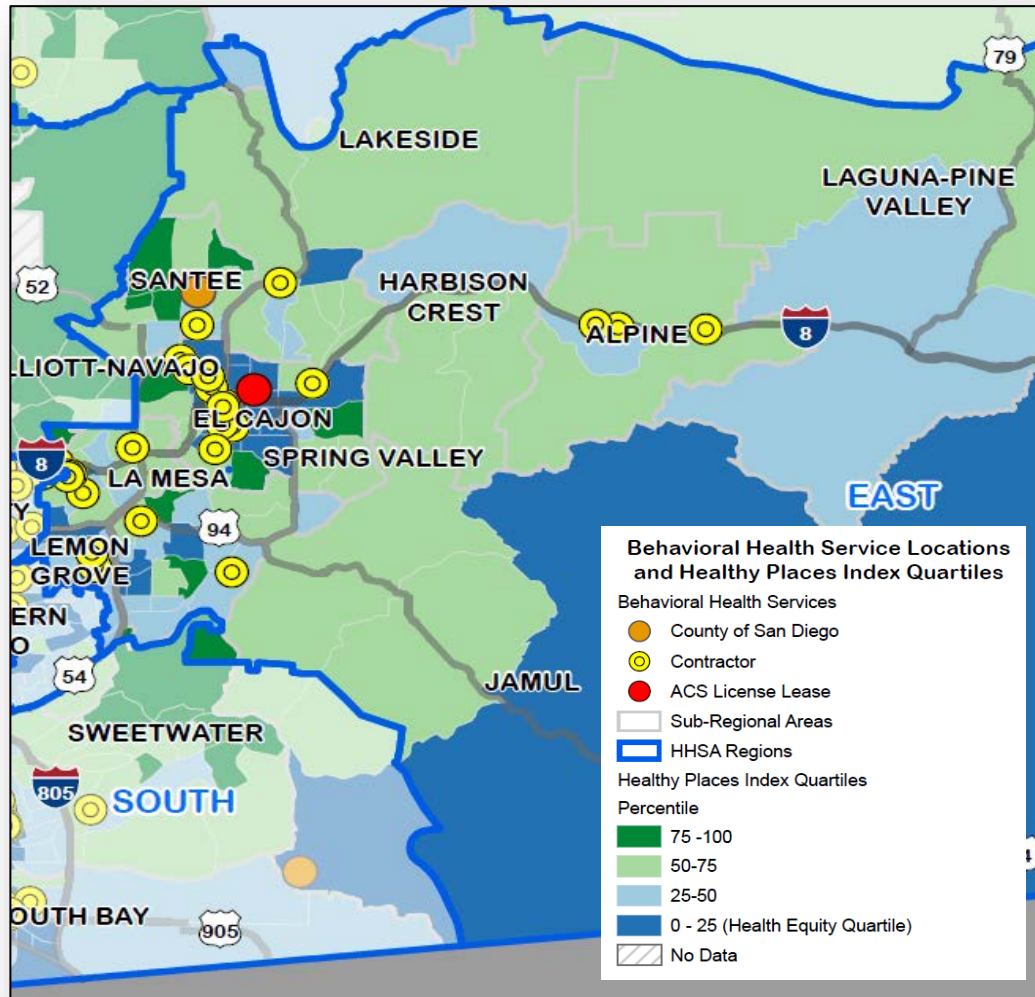 79
LAKESIDE
LAGUNA-PINE
VALLEY
52
SANTEE
HARBISON
CREST
ALPINE
8
LLIOTT-NAVAJO
EL CAJON
8
LA MESA
SPRING VALLEY
EAST
TY
94
LEMON
GROVE
ERN
O
54
JAMUL
SWEETWATER
805
SOUTH
OUTH BAY
905
4
Behavioral Health Service Locations
and Healthy Places Index Quartiles
Behavioral Health Services
County of San Diego
Contractor
ACS License Lease
Sub-Regional Areas
HHSA Regions
Healthy Places Index Quartiles
Percentile
75 -100
50-75
25-50
0 - 25 (Health Equity Quartile)
No Data